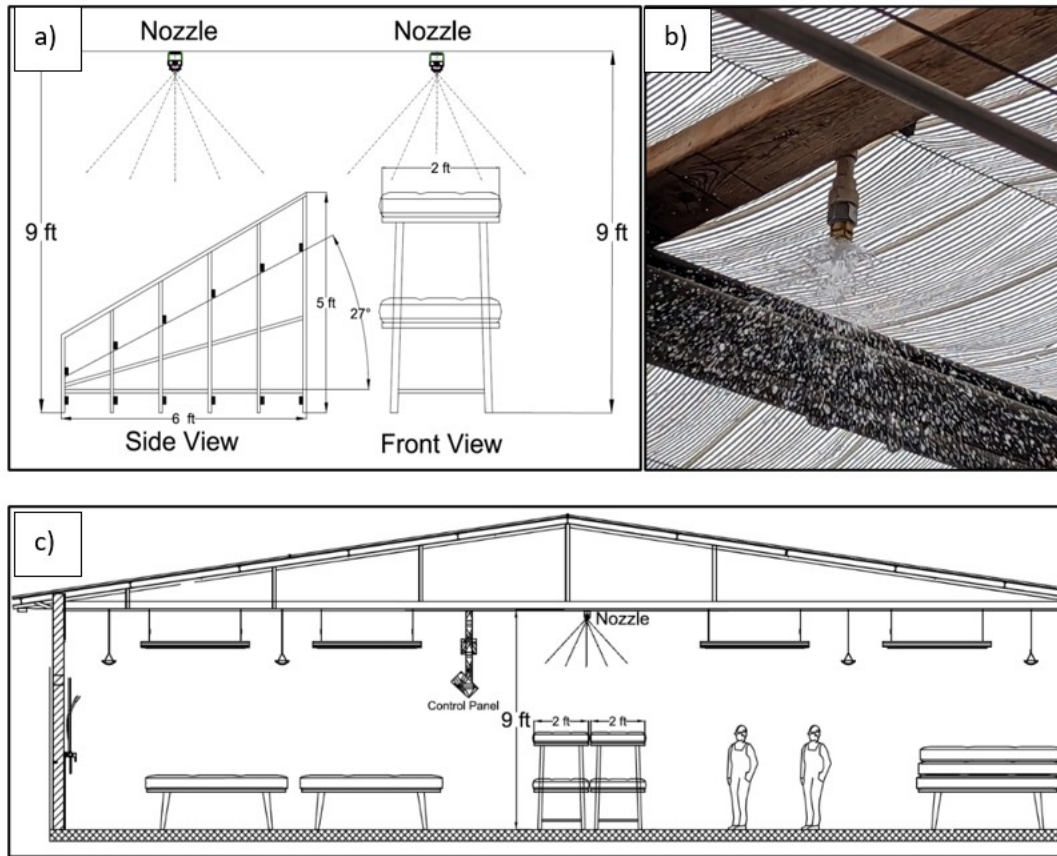 a)
Nozzle
Nozzle
2 ft
9 ft
9 ft
5 ft
27°
6 ft
Side View
Front View
b)
c)
Nozzle
Control Panel
9 ft
2 ft
2 ft